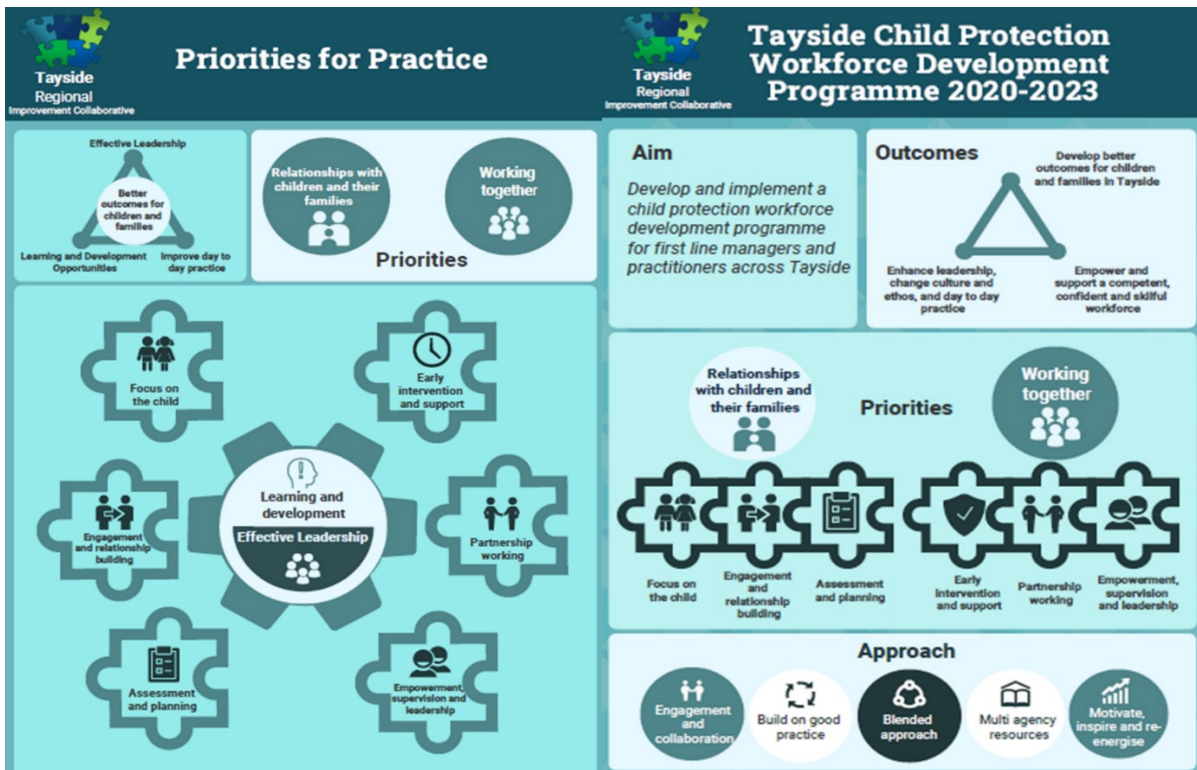 Tayside
Regional
Improvement Collaborative
Priorities for Practice
Effective Leadership
Better
outcomes for
children and
families
Learning and Development
Opportunities
Improve day to
day practice
Relationships with
children and their
families
Working
together
Priorities
Focus on
the child
Early
intervention
and support
Learning and
development
Effective Leadership
Engagement
and relationship
building
Partnership
working
Assessment
and planning
Empowerment,
supervision and
leadership
Tayside
Regional
Improvement Collaborative
Tayside Child Protection
Workforce Development
Programme 2020-2023
Aim
Develop and implement a
child protection workforce
development programme
for first line managers and
practitioners across Tayside
Outcomes
Develop better
outcomes for children
and families in Tayside
Enhance leadership,
change culture and
ethos, and day to day
practice
Empower and
support a competent,
confident and skilful
workforce
Relationships
with children and
their families
Priorities
Working
together
Focus on
the child
Engagement
and
relationship
building
Assessment
and planning
Early
Intervention
and support
Partnership
working
Empowerment,
supervision
and leadership
Approach
Engagement
and
collaboration
Build on good
practice
Blended
approach
Multi agency
resources
Motivate,
inspire and re-
energise